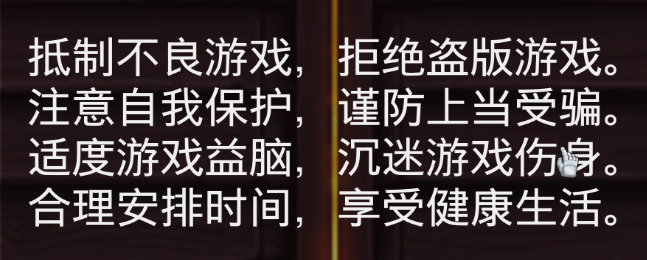 抵制不良游戏，拒绝盗版游戏。
注意自我保护，谨防上当受骗。
适度游戏益脑，沉迷游戏伤身。
合理安排时间，享受健康生活。